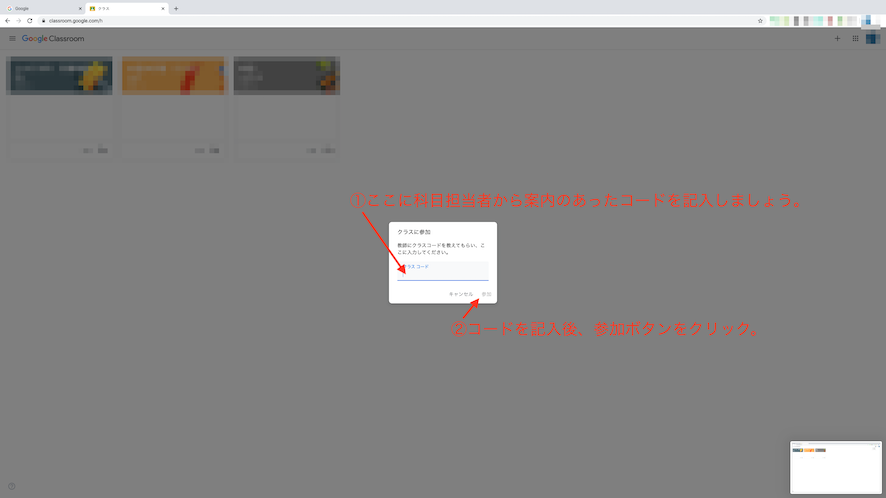 Google
クラス
classroom.google.com/h
Google Classroom
①ここに科目担当者から案内のあったコードを記入しましょう。
クラスに参加
教師にクラスコードを教えてもらい、こ
こに入力してください。
クラスコード
キャンセル 参加
②コードを記入後、参加ボタンをクリック。